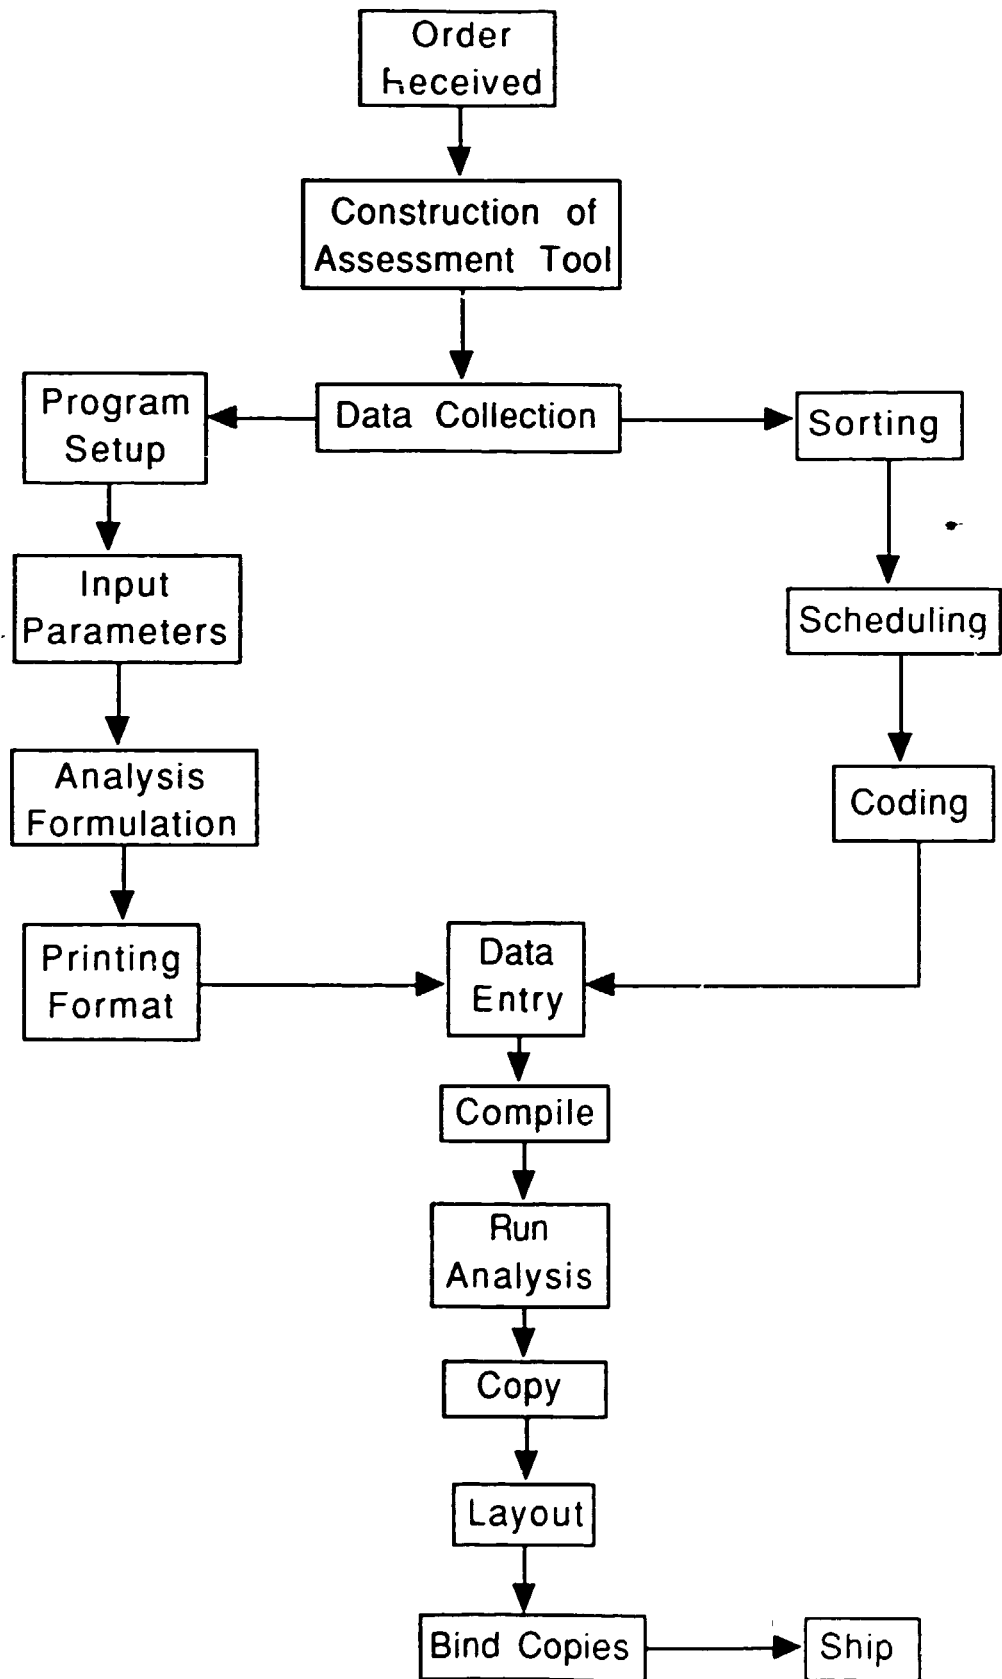 Order
Received
Construction of
Assessment Tool
Program
Setup
Data Collection
Sorting
Input
Parameters
Scheduling
Analysis
Formulation
Coding
Printing
Format
Data
Entry
Compile
Run
Analysis
Copy
Layout
Bind Copies
Ship